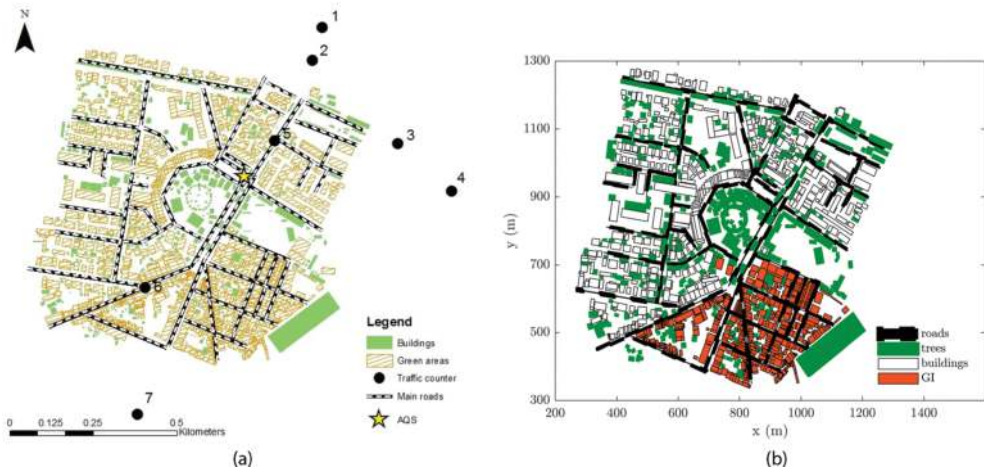 N
1
2
5
3
4
6
7
Legend
Buildings
Green areas
Traffic counter
Main roads
AQS
0 0.125 0.25 0.5
Kilometers
(a)
1300
1100
900
700
500
300
y (m)
200 400 600 800 1000 1200 1400
x (m)
roads
trees
buildings
GI
(b)